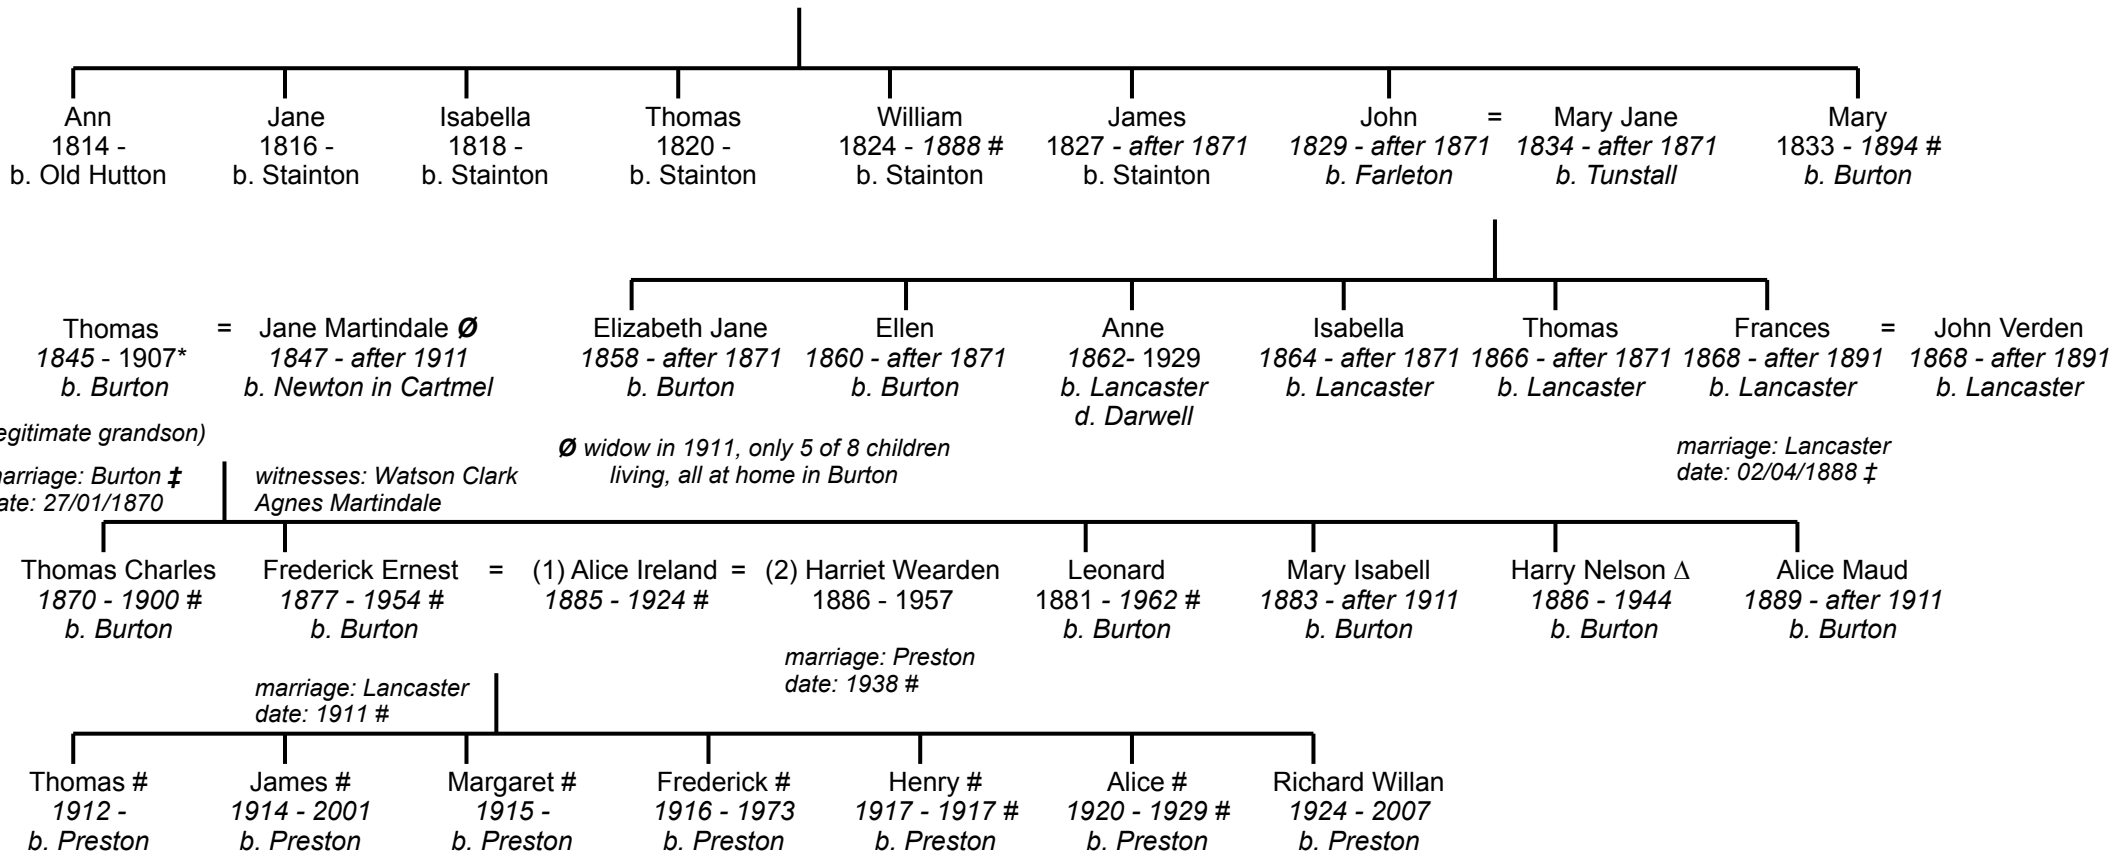 Ann
1814 -
b. Old Hutton
Jane
1816 -
b. Stainton
Isabella
1818 -
b. Stainton
Thomas
1820 -
b. Stainton
William
1824 - 1888 #
b. Stainton
James
1827 - after 1871
b. Stainton
John
1829 - after 1871
b. Farleton
=
Mary Jane
1834 - after 1871
b. Tunstall
Mary
1833 - 1894 #
b. Burton
Thomas
1845 - 1907*
b. Burton
=
Jane Martindale Ø
1847 - after 1911
b. Newton in Cartmel
Elizabeth Jane
1858 - after 1871
b. Burton
Ellen
1860 - after 1871
b. Burton
Anne
1862- 1929
b. Lancaster
d. Darwell
Isabella
1864 - after 1871
b. Lancaster
Thomas
1866 - after 1871
b. Lancaster
Frances
1868 - after 1891
b. Lancaster
=
John Verden
1868 - after 1891
b. Lancaster
egitimate grandson)
arriage: Burton ‡
ate: 27/01/1870
witnesses: Watson Clark
Agnes Martindale
Ø widow in 1911, only 5 of 8 children
living, all at home in Burton
marriage: Lancaster
date: 02/04/1888 ‡
Thomas Charles
1870 - 1900 #
b. Burton
Frederick Ernest
1877 - 1954 #
b. Burton
=
(1) Alice Ireland
1885 - 1924 #
=
(2) Harriet Wearden
1886 - 1957
Leonard
1881 - 1962 #
b. Burton
Mary Isabell
1883 - after 1911
b. Burton
Harry Nelson Δ
1886 - 1944
b. Burton
Alice Maud
1889 - after 1911
b. Burton
marriage: Preston
date: 1938 #
marriage: Lancaster
date: 1911 #
Thomas #
1912 -
b. Preston
James #
1914 - 2001
b. Preston
Margaret #
1915 -
b. Preston
Frederick #
1916 - 1973
b. Preston
Henry #
1917 - 1917 #
b. Preston
Alice #
1920 - 1929 #
b. Preston
Richard Willan
1924 - 2007
b. Preston